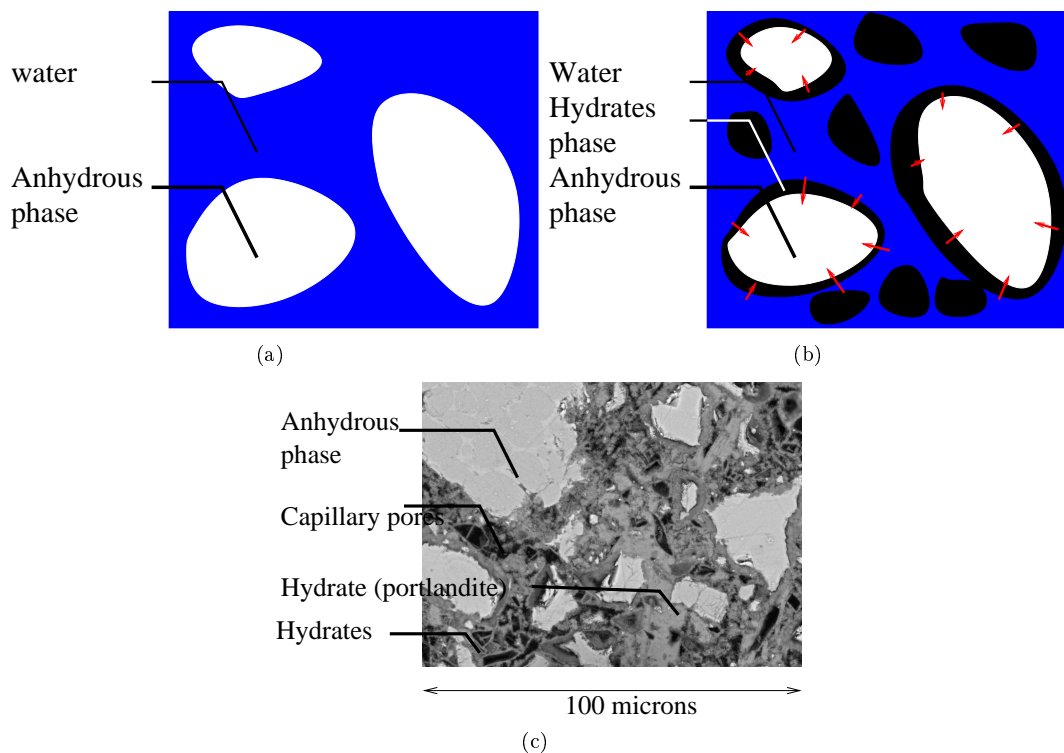 water
Anhydrous
phase
(a)
Water
Hydrates
phase
Anhydrous
phase
(b)
Anhydrous
phase
Capillary pores
Hydrate (portlandite)
Hydrates
100 microns
(c)